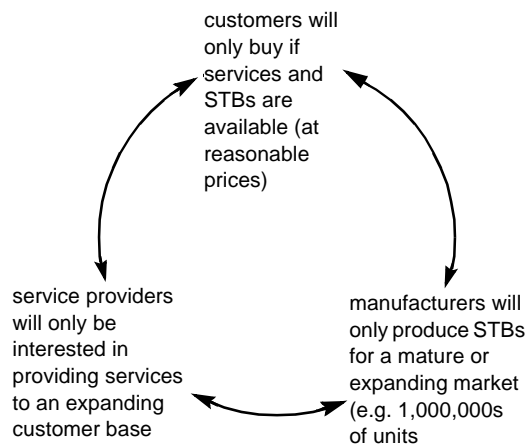 customers will
only buy if
services and
STBs are
available (at
reasonable
prices)
service providers
will only be
interested in
providing services
to an expanding
customer base
manufacturers will
only produce STBs
for a mature or
expanding market
(e.g. 1,000,000s
of units